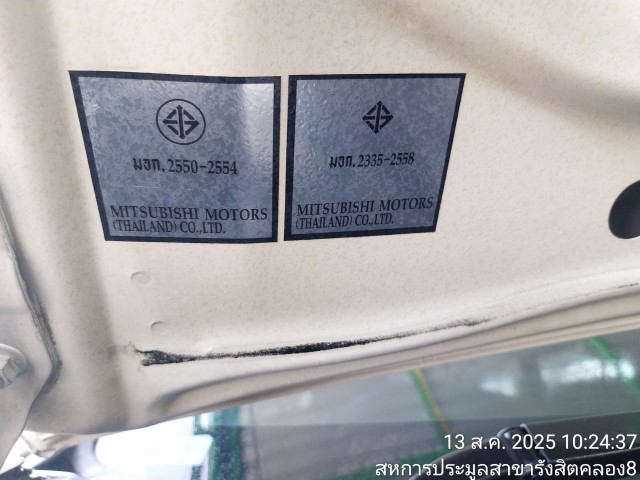 มอก. 2550-2554
MITSUBISHI MOTORS
(THAILAND) CO.,LTD.
มอก. 2335-2558
MITSUBISHI MOTORS
(THAILAND) CO.,LTD.
13 ส.ค. 2025 10:24:37
สหการประมูลสาขารังสิตคลอง8